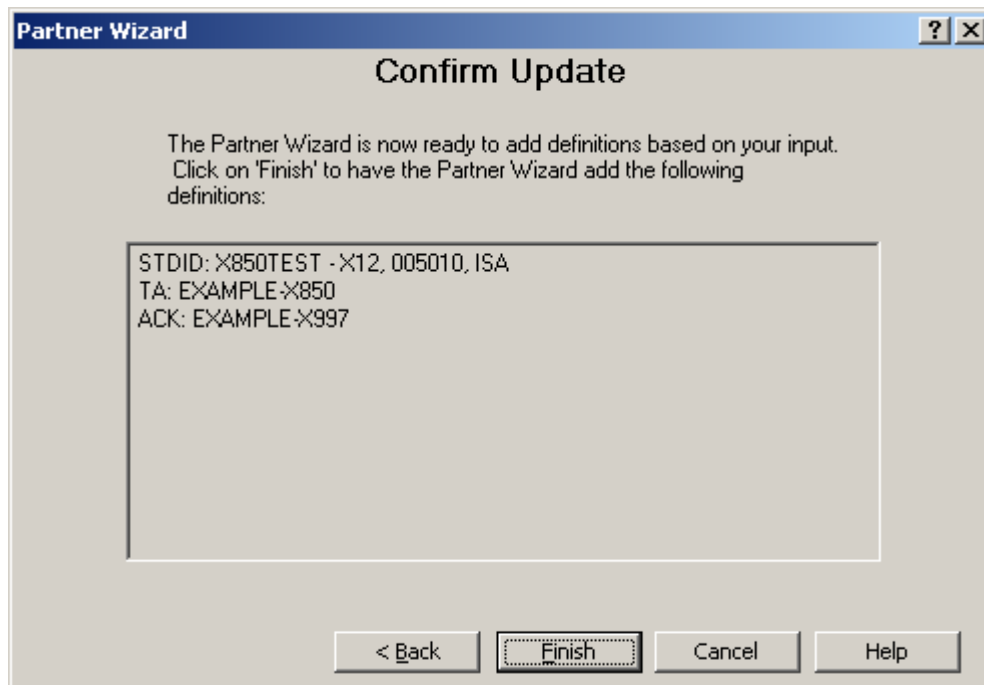 Partner Wizard
Confirm Update
The Partner Wizard is now ready to add definitions based on your input.
Click on 'Finish' to have the Partner Wizard add the following
definitions:
STDID: X850TEST - X12, 005010, ISA
TA: EXAMPLE-X850
ACK: EXAMPLE-X997
< Back Finish Cancel Help